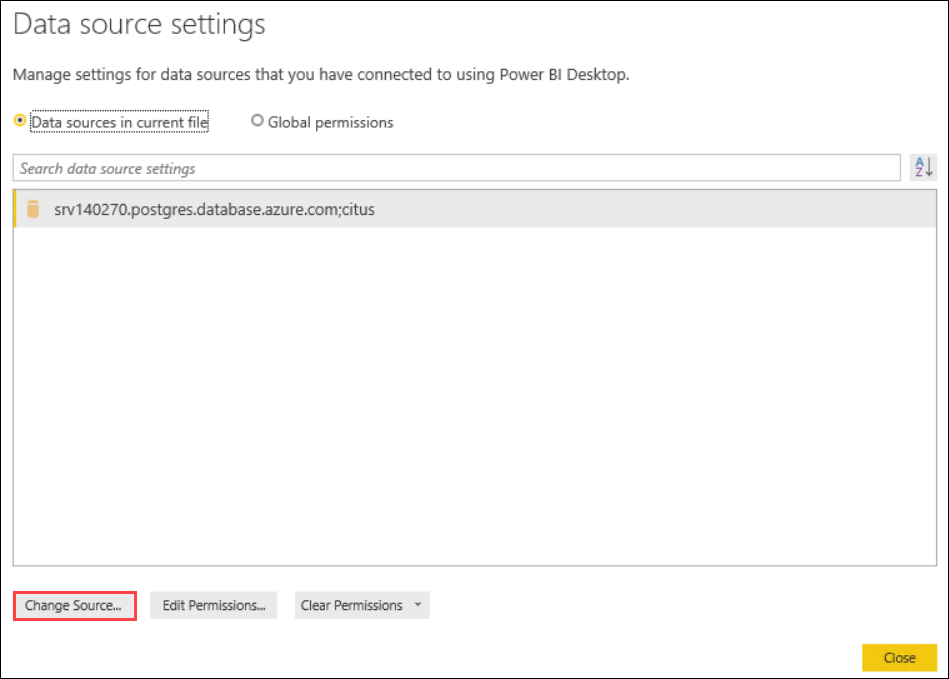 Data source settings
Manage settings for data sources that you have connected to using Power BI Desktop.
Data sources in current file
Global permissions
Search data source settings
A
Z
srv140270.postgres.database.azure.com;citus
Change Source...
Edit Permissions...
Clear Permissions
Close